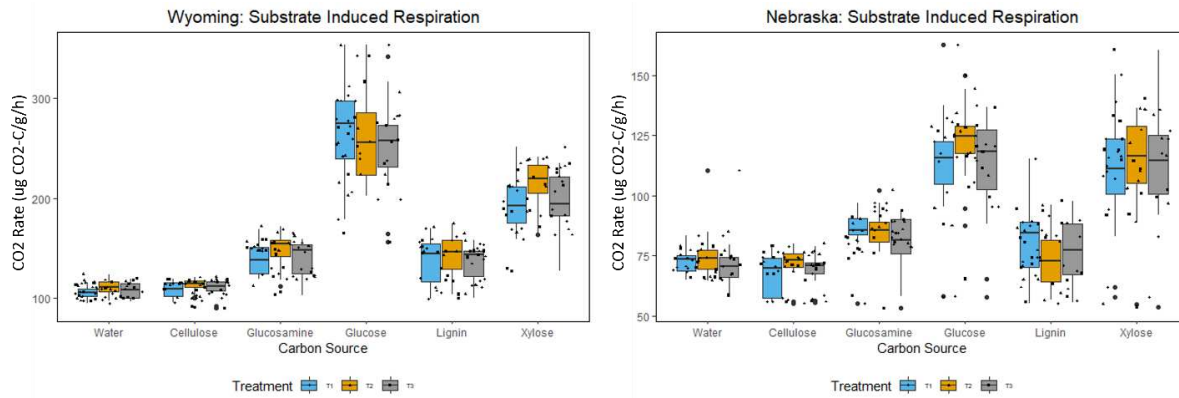 Wyoming: Substrate Induced Respiration
CO2 Rate (ug CO2-C/g/h)
300
200
100
Water Cellulose Glucosamine Glucose Lignin Xylose
Carbon Source
Treatment T1 T2 T3
Nebraska: Substrate Induced Respiration
CO2 Rate (ug CO2-C/g/h)
150
125
100
75
50
Water Cellulose Glucosamine Glucose Lignin Xylose
Carbon Source
Treatment T1 T2 T3